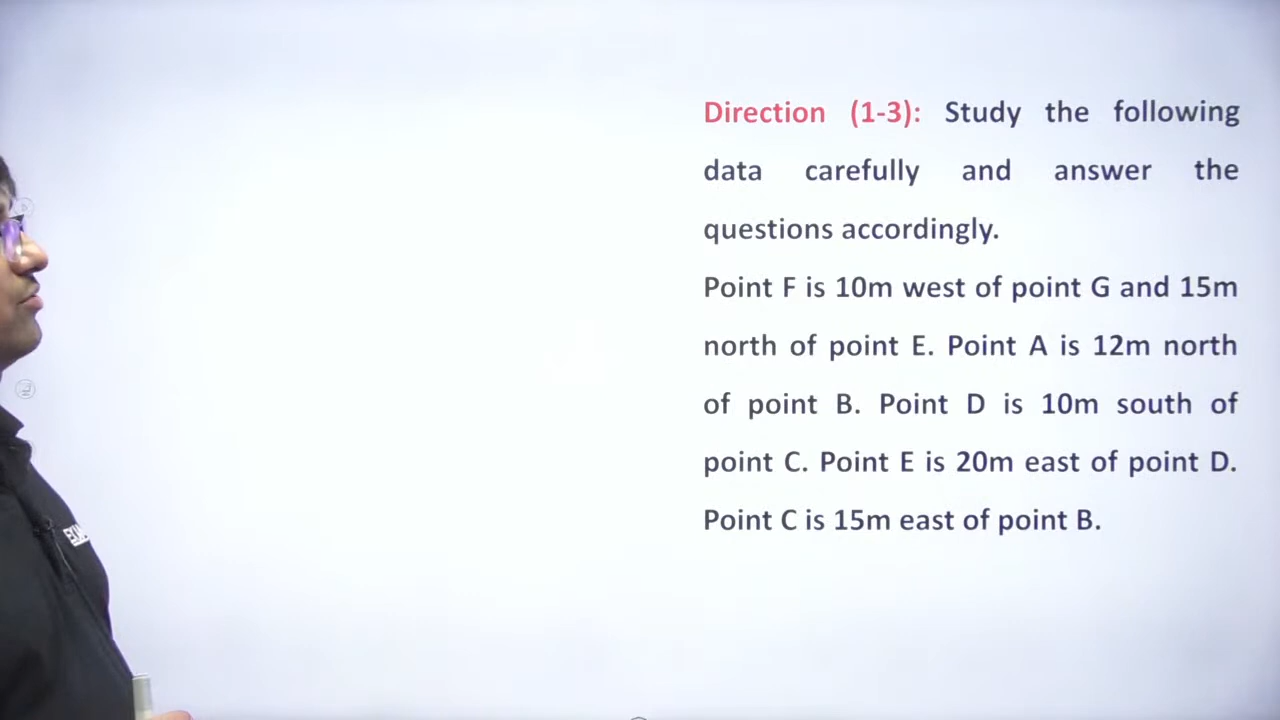 Direction (1-3): Study the following
data carefully and answer the
questions accordingly.
Point F is 10m west of point G and 15m
north of point E. Point A is 12m north
of point B. Point D is 10m south of
point C. Point E is 20m east of point D.
Point C is 15m east of point B.